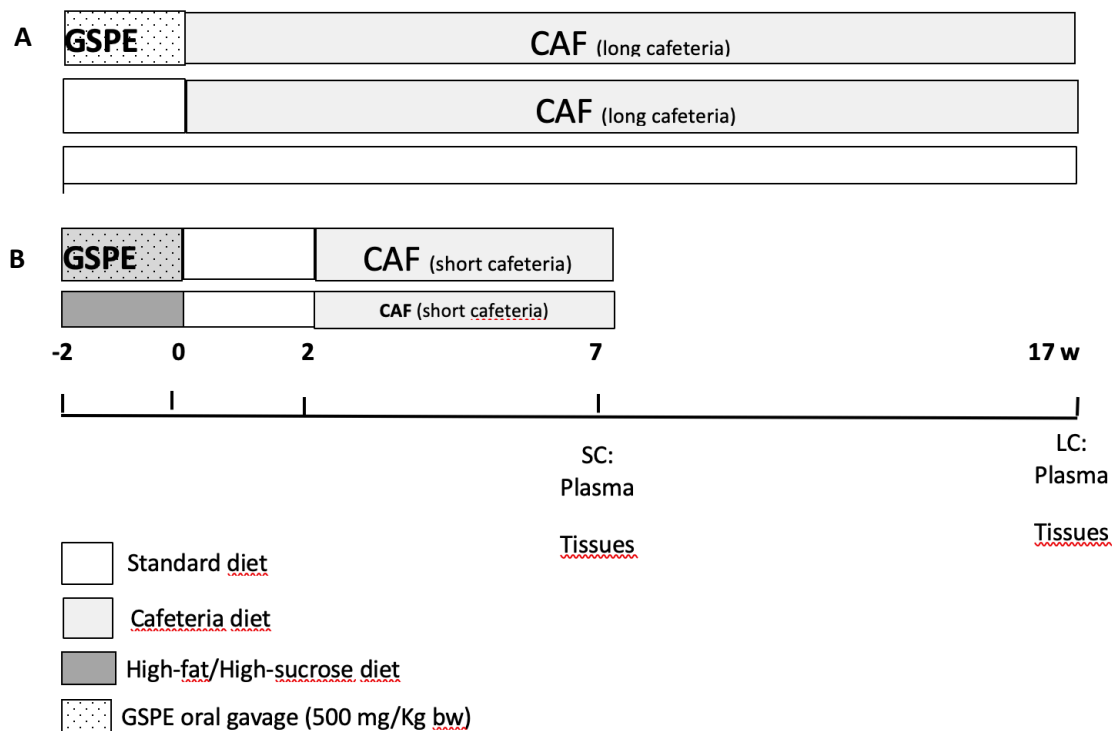 A
GSPE
CAF (long cafeteria)
CAF (long cafeteria)
B
GSPE
CAF (short cafeteria)
CAF (short cafeteria)
-2 0 2 7 17 w
SC:
Plasma
Tissues
LC:
Plasma
Tissues
Standard diet
Cafeteria diet
High-fat/High-sucrose diet
GSPE oral gavage (500 mg/Kg bw)